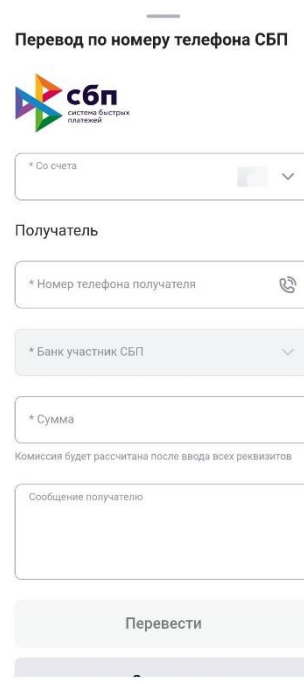 Перевод по номеру телефона СБП
сбп
система быстрых
платежей
* Со счета
Получатель
* Номер телефона получателя
* Банк участник СБП
* Сумма
Комиссия будет рассчитана после ввода всех реквизитов
Сообщение получателю
Перевести